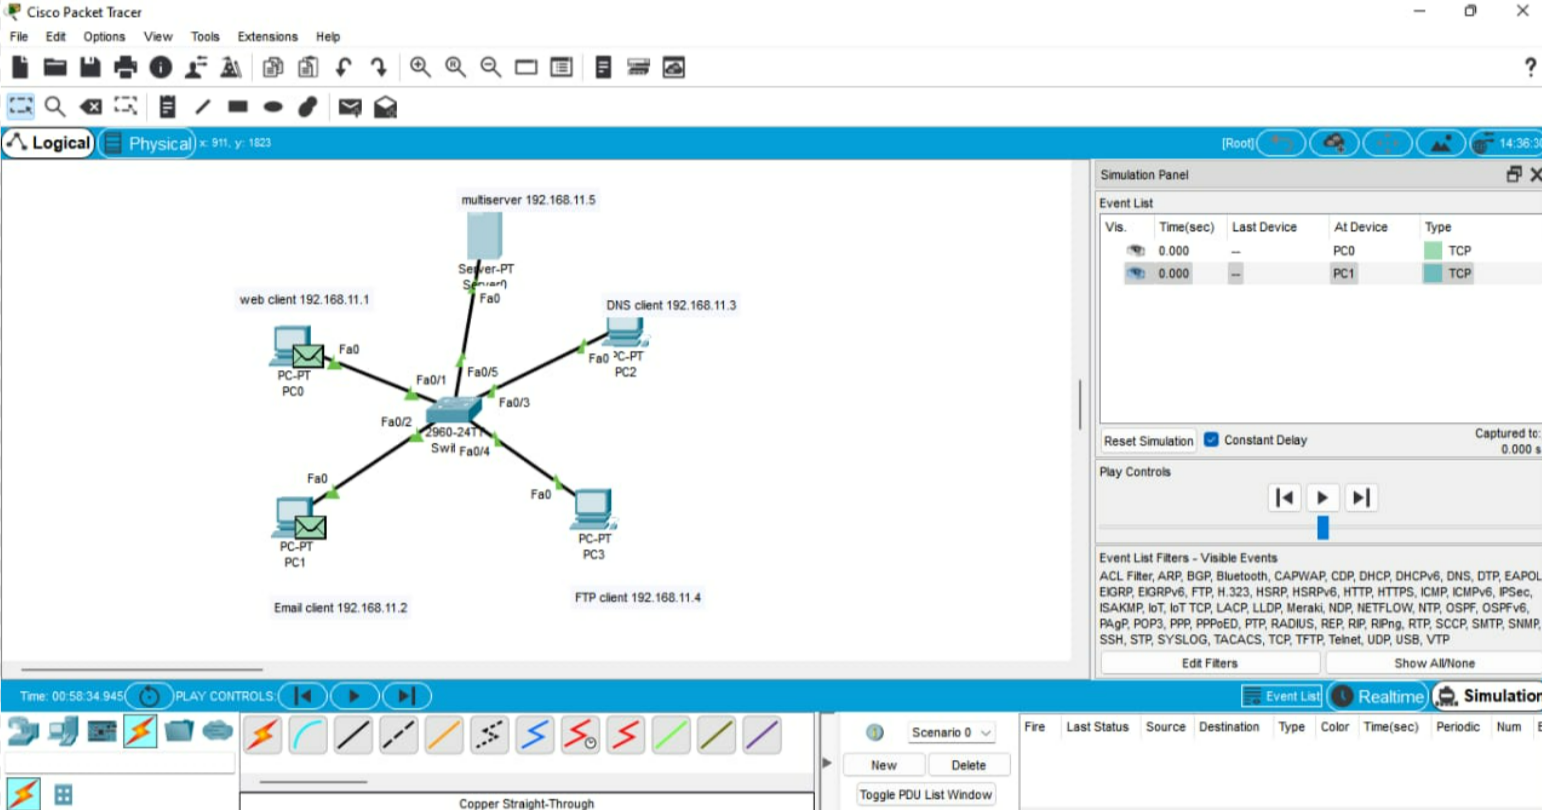 Cisco Packet Tracer
File Edit Options View Tools Extensions Help
?
Logical Physical x: 911, y: 1823 [Root] 14:36:30
Simulation Panel
Event List
Vis. Time(sec) Last Device At Device Type
0.000 -- PC0 TCP
0.000 -- PC1 TCP
multiserver 192.168.11.5
Server-PT
Server0
Fa0
web client 192.168.11.1
DNS client 192.168.11.3
Fa0
PC-PT
PC0
Fa0 PC-PT
PC2
Fa0/1
Fa0/5
Fa0/3
Fa0/2
2960-24TT
Swit Fa0/4
Fa0
PC-PT
PC1
Fa0
PC-PT
PC3
Email client 192.168.11.2
FTP client 192.168.11.4
Reset Simulation Constant Delay Captured to:
0.000 s
Play Controls
Event List Filters - Visible Events
ACL Filter, ARP, BGP, Bluetooth, CAPWAP, CDP, DHCP, DHCPv6, DNS, DTP, EAPOL
EIGRP, EIGRPv6, FTP, H.323, HSRP, HSRPv6, HTTP, HTTPS, ICMP, ICMPv6, IPSec,
ISAKMP, IoT, IoT TCP, LACP, LLDP, Meraki, NDP, NETFLOW, NTP, OSPF, OSPFv6,
PAgP, POP3, PPP, PPPoED, PTP, RADIUS, REP, RIP, RIPng, RTP, SCCP, SMTP, SNMP,
SSH, STP, SYSLOG, TACACS, TCP, TFTP, Telnet, UDP, USB, VTP
Edit Filters Show All/None
Time: 00:58:34.945 PLAY CONTROLS: Event List Realtime Simulation
Scenario 0
New Delete
Toggle PDU List Window
Fire Last Status Source Destination Type Color Time(sec) Periodic Num E
Copper Straight-Through